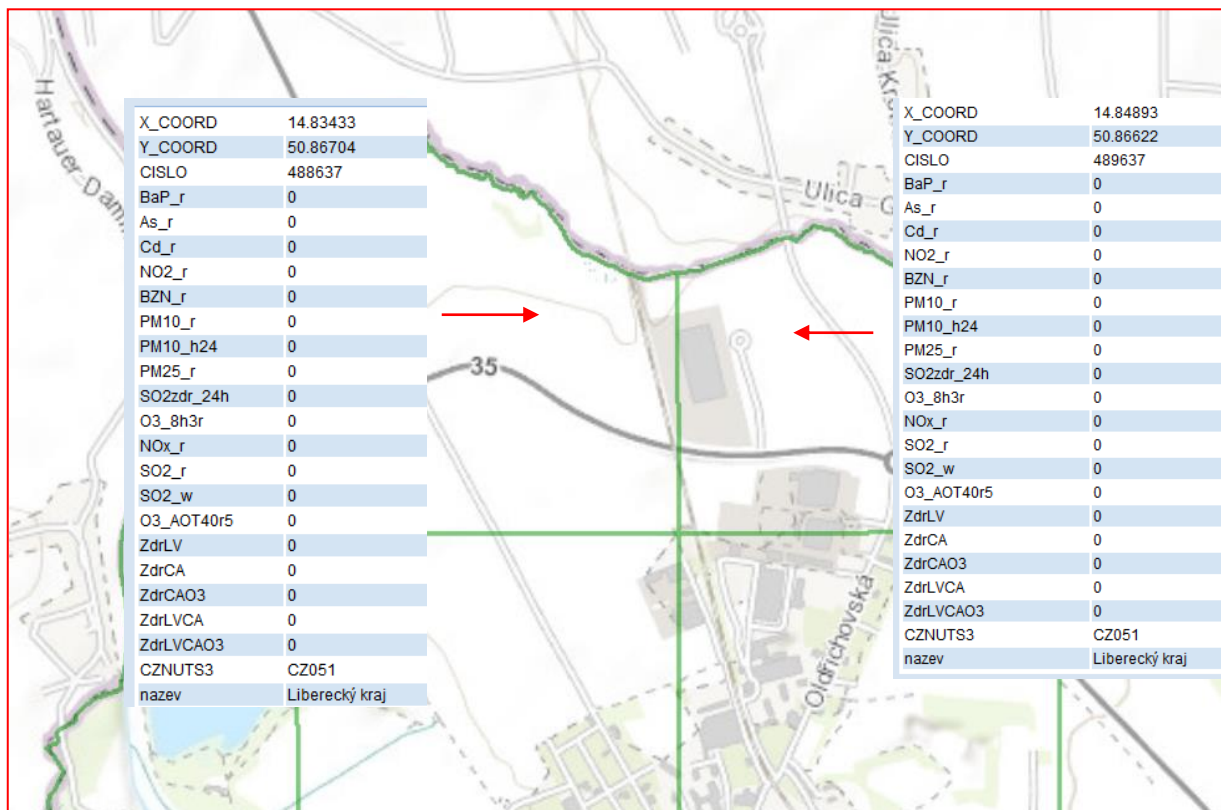 Hartauer-Damm
Ulica-G
Ulica
35
Oldřichovská
X_COORD 14.83433
Y_COORD 50.86704
CISLO 488637
BaP_r 0
As_r 0
Cd_r 0
NO2_r 0
BZN_r 0
PM10_r 0
PM10_h24 0
PM25_r 0
SO2zdr_24h 0
O3_8h3r 0
NOx_r 0
SO2_r 0
SO2_w 0
O3_AOT40r5 0
ZdrLV 0
ZdrCA 0
ZdrCAO3 0
ZdrLVCA 0
ZdrLVCAO3 0
CZNUTS3 CZ051
nazev Liberecký kraj
X_COORD 14.84893
Y_COORD 50.86622
CISLO 489637
BaP_r 0
As_r 0
Cd_r 0
NO2_r 0
BZN_r 0
PM10_r 0
PM10_h24 0
PM25_r 0
SO2zdr_24h 0
O3_8h3r 0
NOx_r 0
SO2_r 0
SO2_w 0
O3_AOT40r5 0
ZdrLV 0
ZdrCA 0
ZdrCAO3 0
ZdrLVCA 0
ZdrLVCAO3 0
CZNUTS3 CZ051
nazev Liberecký kraj